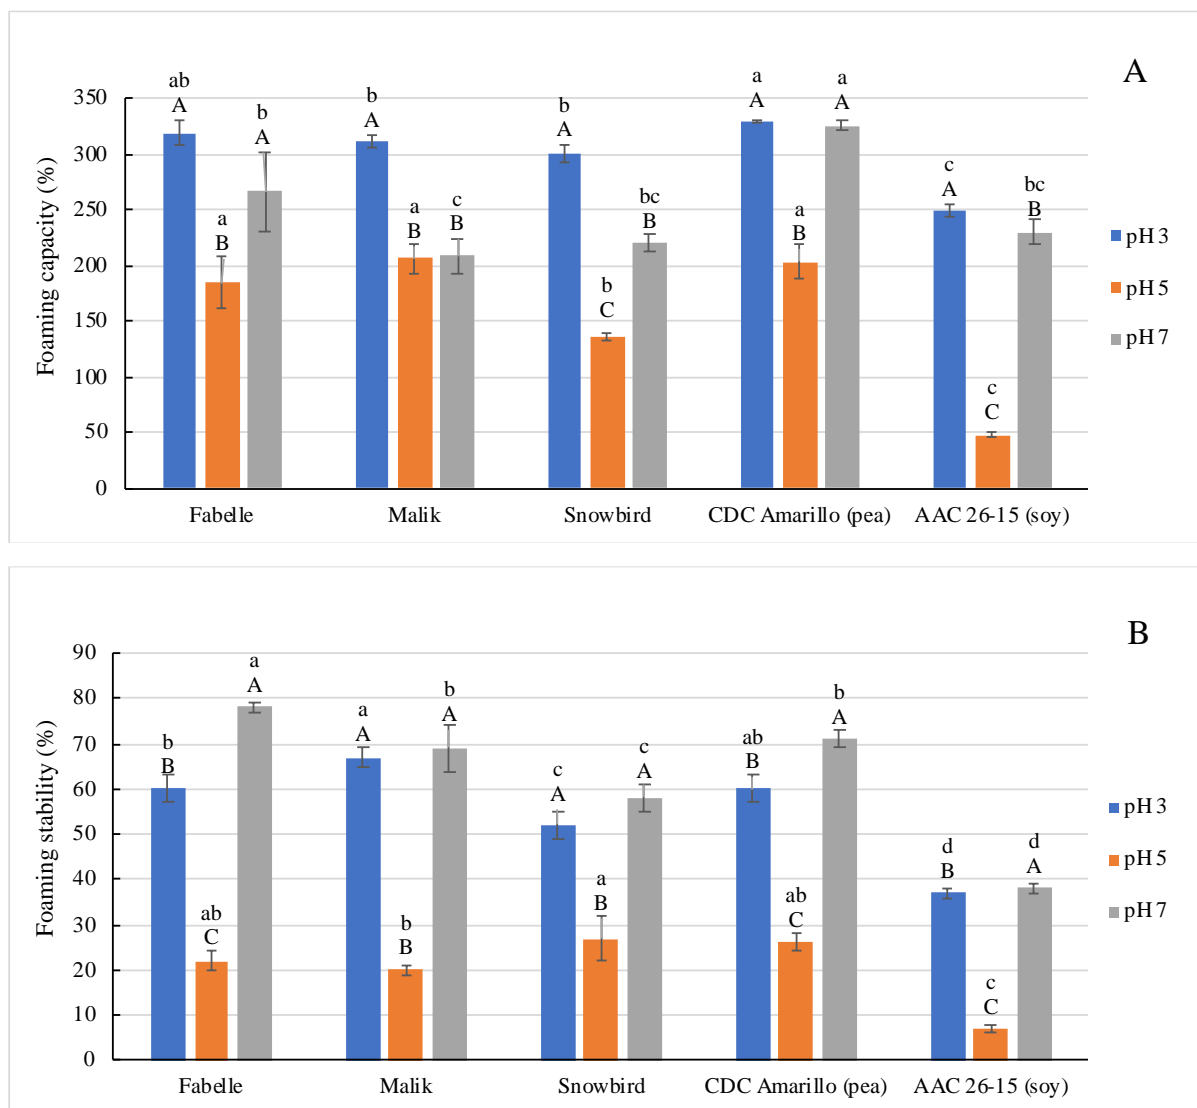 A
ab
A
b
A
a
B
b
A
a
B
c
B
b
A
b
C
bc
B
a
A
a
B
a
A
c
A
c
C
bc
B
Foaming capacity (%)
350
300
250
200
150
100
50
0
pH 3
pH 5
pH 7
Fabelle Malik Snowbird CDC Amarillo (pea) AAC 26-15 (soy)
B
b
B
ab
C
a
A
a
A
b
B
b
A
c
A
a
B
c
A
ab
B
ab
C
b
A
d
B
c
C
d
A
Foaming stability (%)
90
80
70
60
50
40
30
20
10
0
pH 3
pH 5
pH 7
Fabelle Malik Snowbird CDC Amarillo (pea) AAC 26-15 (soy)